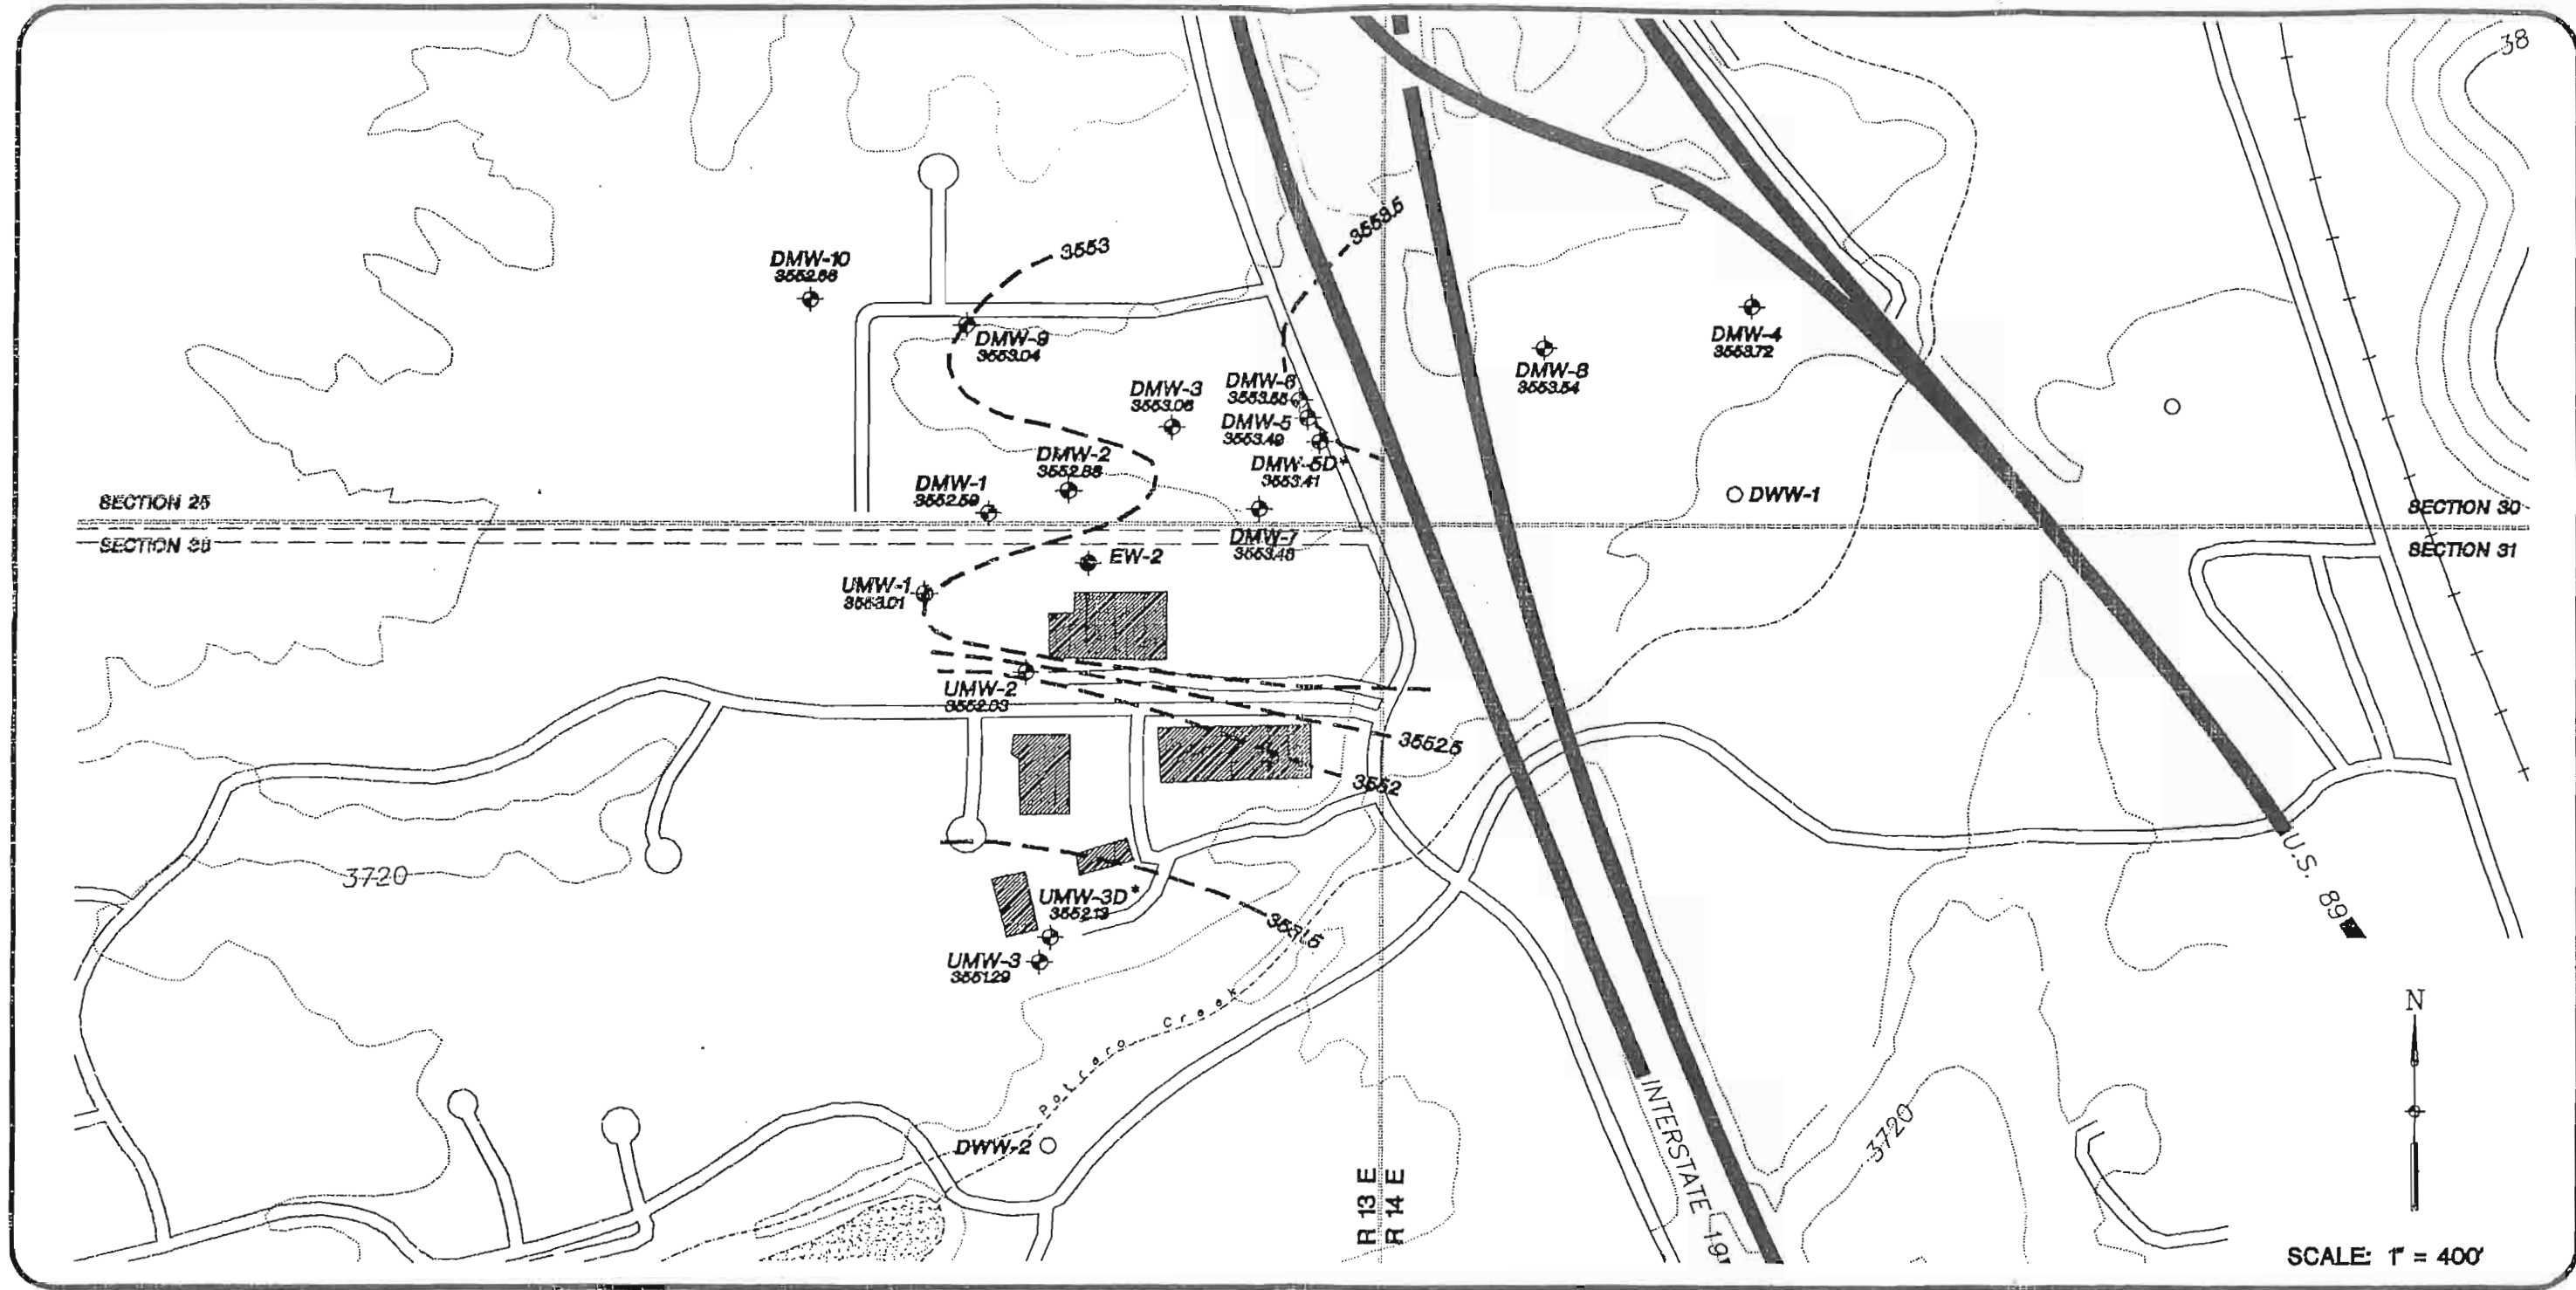 38
3553.5
3553
DMW-10
3552.68
DMW-9
3553.04
DMW-4
3553.72
DMW-8
3553.54
DMW-3
3553.06
DMW-6
3553.55
DMW-5
3553.49
DMW-5D*
3553.41
DMW-2
3552.88
DMW-1
3552.59
DWW-1
SECTION 25
SECTION 30
SECTION 36
SECTION 31
DMW-7
3553.48
EW-2
UMW-1
3553.01
UMW-2
3552.03
3552.5
3552
3720
UMW-3D*
3552.13
3551.5
UMW-3
3551.29
U.S. 89
Potrero Creek
N
DWW-2
INTERSTATE 19
3720
R 13 E
R 14 E
SCALE: 1" = 400'